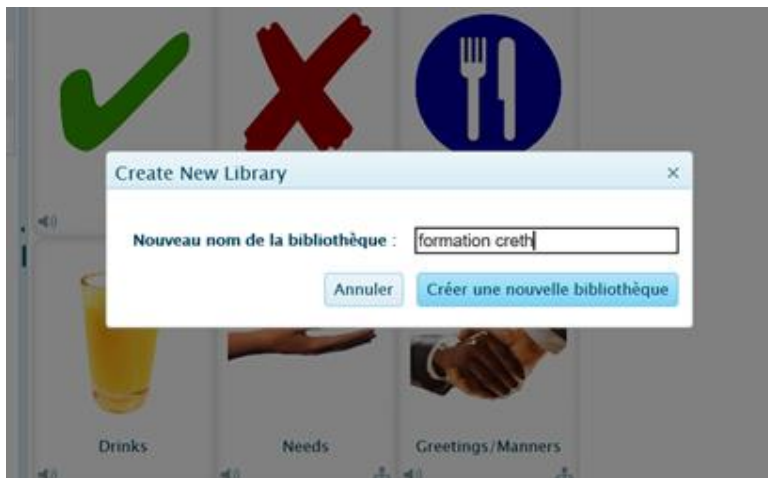 Create New Library
Nouveau nom de la bibliothèque :
formation creth
Annuler
Créer une nouvelle bibliothèque
Drinks
Needs
Greetings/Manners